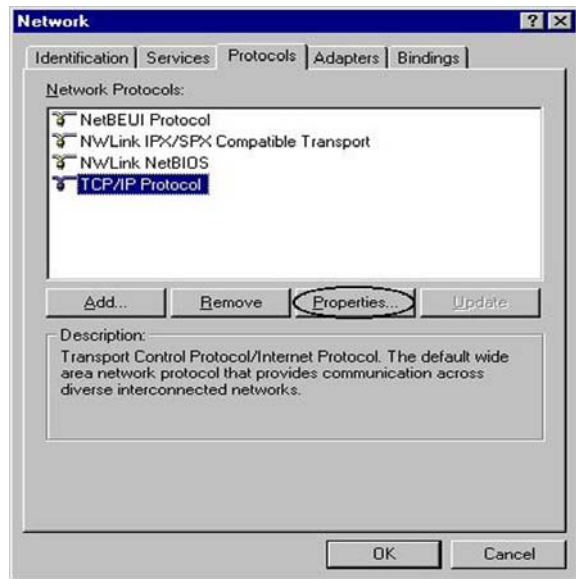 Network
Identification Services Protocols Adapters Bindings
Network Protocols:
NetBEUI Protocol
NWLink IPX/SPX Compatible Transport
NWLink NetBIOS
TCP/IP Protocol
Add... Remove Properties... Update
Description:
Transport Control Protocol/Internet Protocol. The default wide
area network protocol that provides communication across
diverse interconnected networks.
OK Cancel